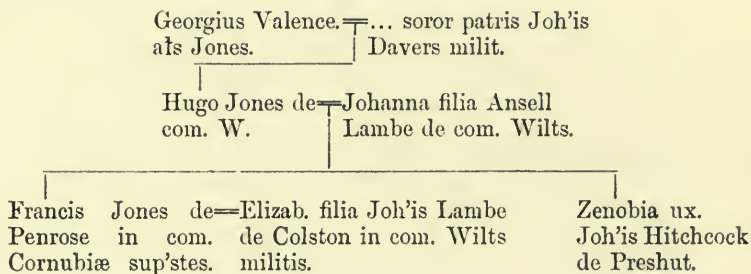 Georgius Valence. ... soror patris Joh'is
als Jones. Davers milit.
Hugo Jones de Johanna filia Ansell
com. W. Lambe de com. Wilts.
Francis Jones de Elizab. filia Joh'is Lambe Zenobia ux.
Penrose in com. de Colston in com. Wilts Joh'is Hitchcock
Cornubiæ sup'stes. militis. de Preshut.